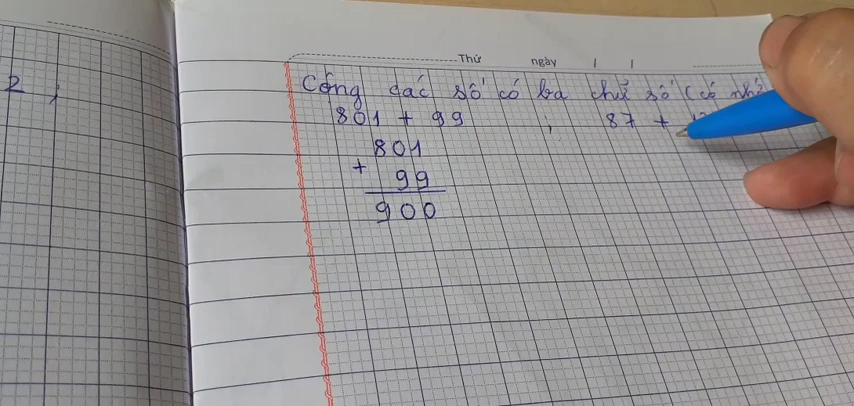 2 ;
Thứ ngày / /
Cộng các số có ba chữ số (có nhớ
801 + 99 ; 87 +
801
+ 99
900